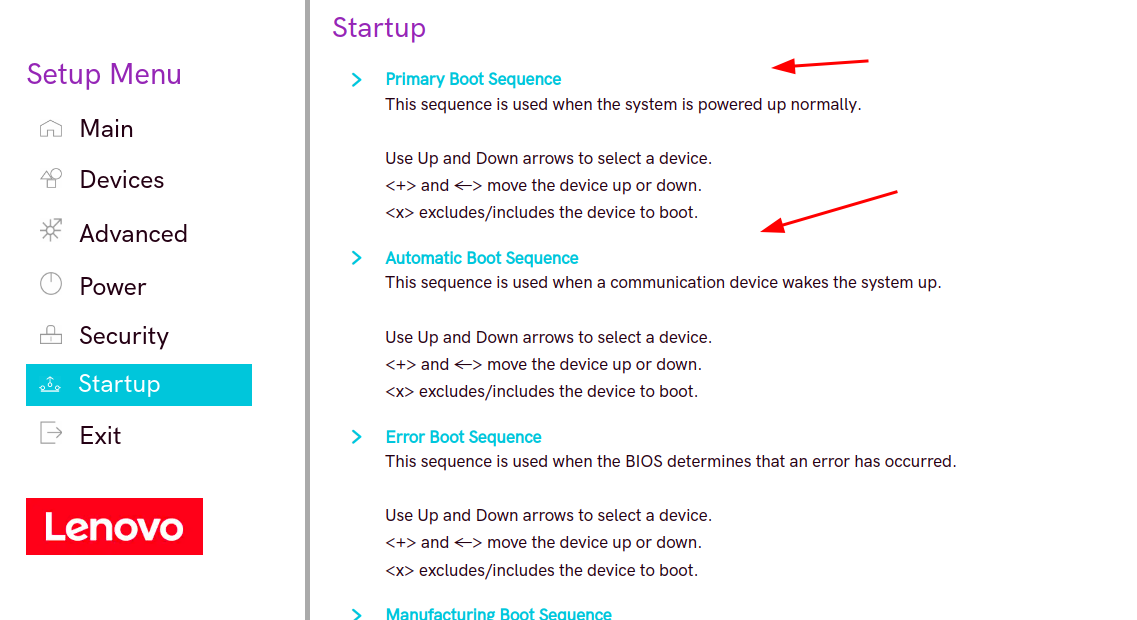 Setup Menu
Main
Devices
Advanced
Power
Security
Startup
Exit
Lenovo
Startup
Primary Boot Sequence
This sequence is used when the system is powered up normally.
Use Up and Down arrows to select a device.
<+> and <—> move the device up or down.
<x> excludes/includes the device to boot.
Automatic Boot Sequence
This sequence is used when a communication device wakes the system up.
Use Up and Down arrows to select a device.
<+> and <—> move the device up or down.
<x> excludes/includes the device to boot.
Error Boot Sequence
This sequence is used when the BIOS determines that an error has occurred.
Use Up and Down arrows to select a device.
<+> and <—> move the device up or down.
<x> excludes/includes the device to boot.
Manufacturing Boot Sequence